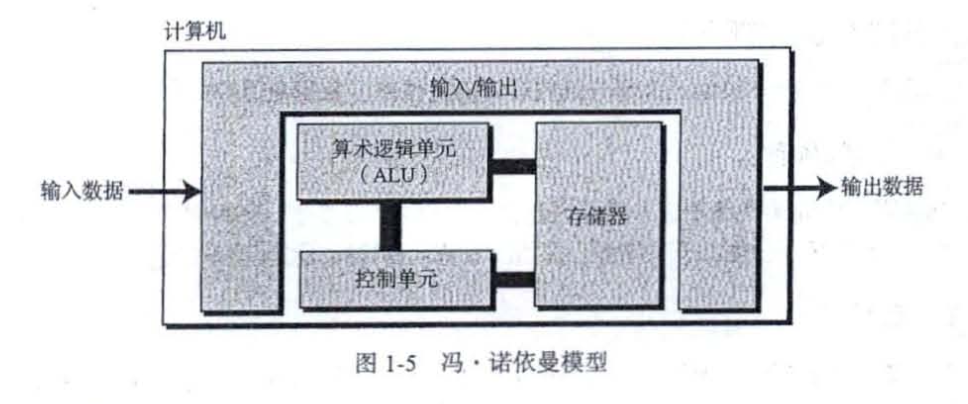 计算机
输入/输出
算术逻辑单元
（ALU）
输入数据
输出数据
存储器
控制单元
图 1-5 冯·诺依曼模型